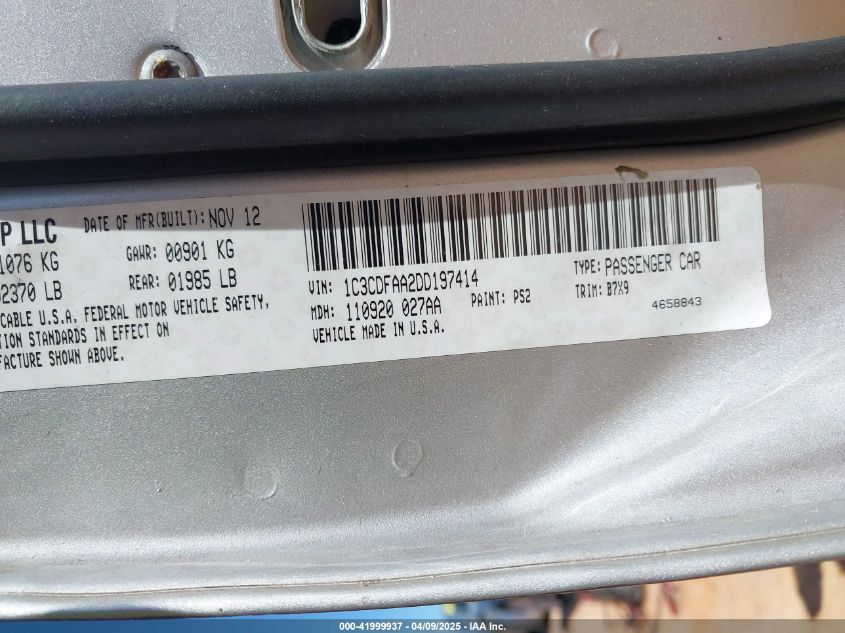 P LLC DATE OF MFR(BUILT): NOV 12
1076 KG GAWR: 00901 KG
2370 LB REAR: 01985 LB
CABLE U.S.A. FEDERAL MOTOR VEHICLE SAFETY,
TION STANDARDS IN EFFECT ON
FACTURE SHOWN ABOVE.
VIN: 1C3CDFAA2DD197414 TYPE: PASSENGER CAR
MDH: 110920 027AA PAINT: PS2 TRIM: B7X9
VEHICLE MADE IN U.S.A. 4658843
000-41999937 - 04/09/2025 - IAA Inc.